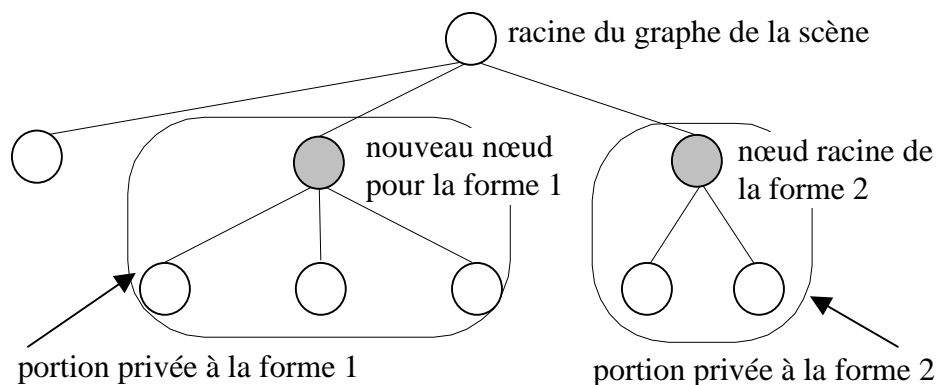 racine du graphe de la scène
nouveau nœud
pour la forme 1
nœud racine de
la forme 2
portion privée à la forme 1
portion privée à la forme 2